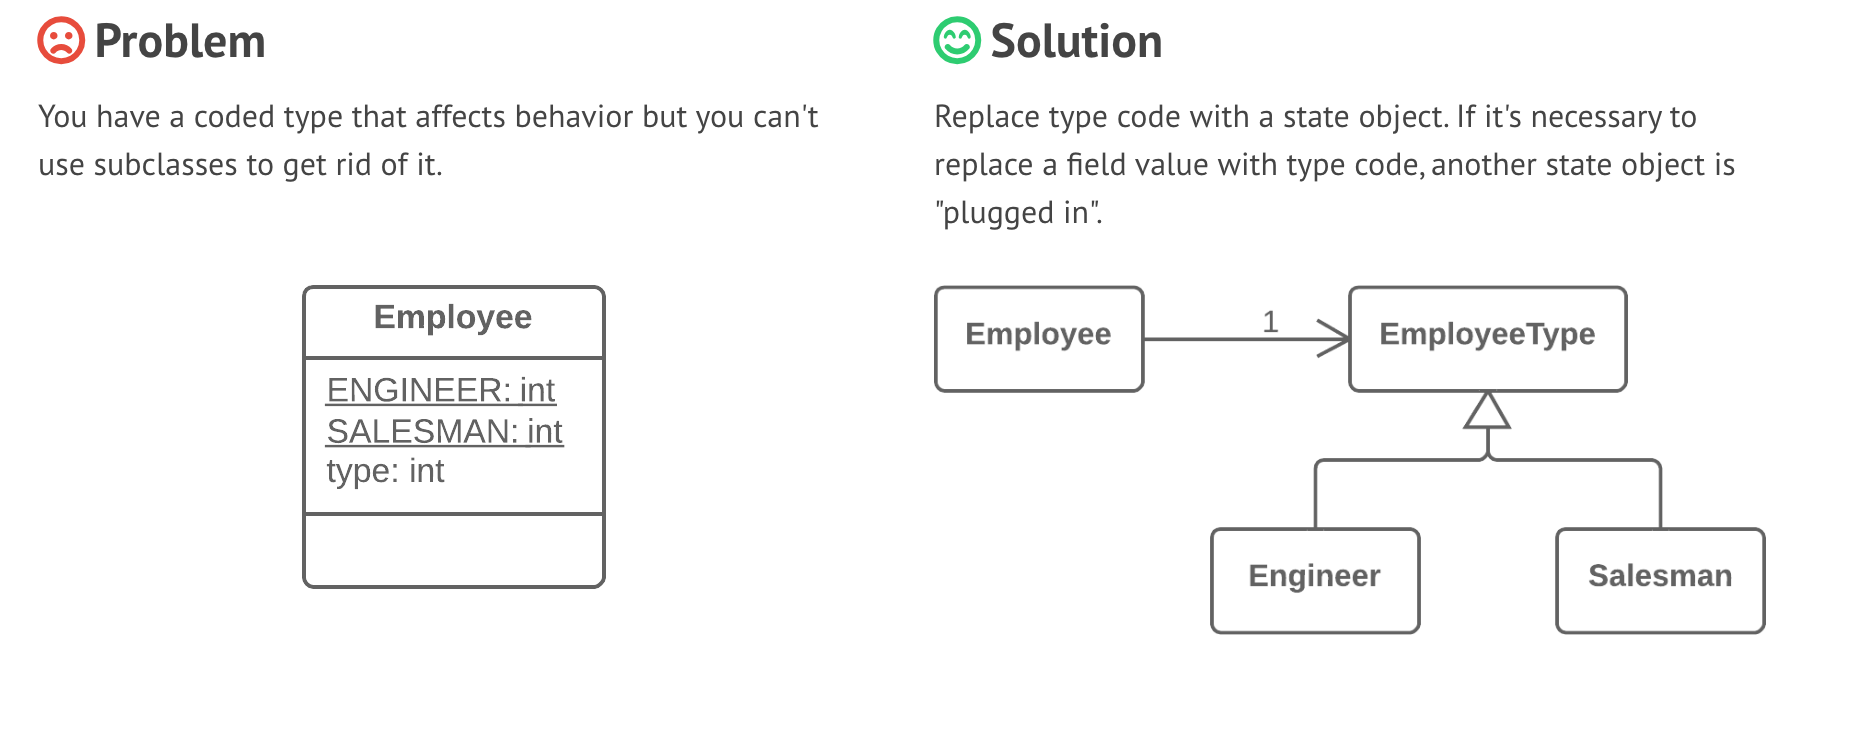 Problem
You have a coded type that affects behavior but you can't
use subclasses to get rid of it.
Employee
ENGINEER: int
SALESMAN: int
type: int
Solution
Replace type code with a state object. If it's necessary to
replace a field value with type code, another state object is
"plugged in".
Employee
1
EmployeeType
Engineer
Salesman